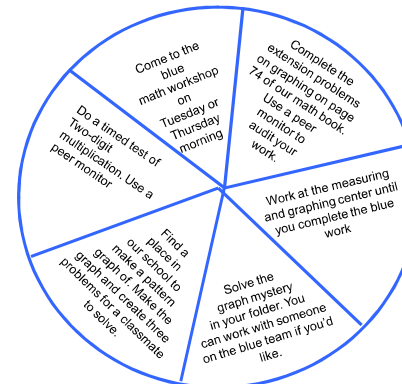 Come to the
blue
math workshop
on
Tuesday or
Thursday
morning
Complete the
extension problems
on graphing on page
74 of our math book.
Use a peer
monitor to
audit your
work.
Work at the measuring
and graphing center until
you complete the blue
work
Solve the
graph mystery
in your folder. You
can work with someone
on the blue team if you'd
like.
Find a
place in
our school to
make a pattern
graph of. Make the
graph and create three
problems for a classmate
to solve.
Do a timed test of
Two-digit
multiplication. Use a
peer monitor